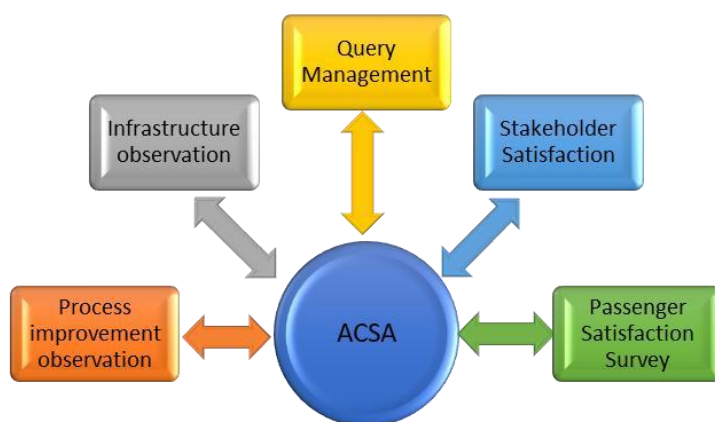 Query
Management
Infrastructure
observation
Stakeholder
Satisfaction
Process
improvement
observation
ACSA
Passenger
Satisfaction
Survey